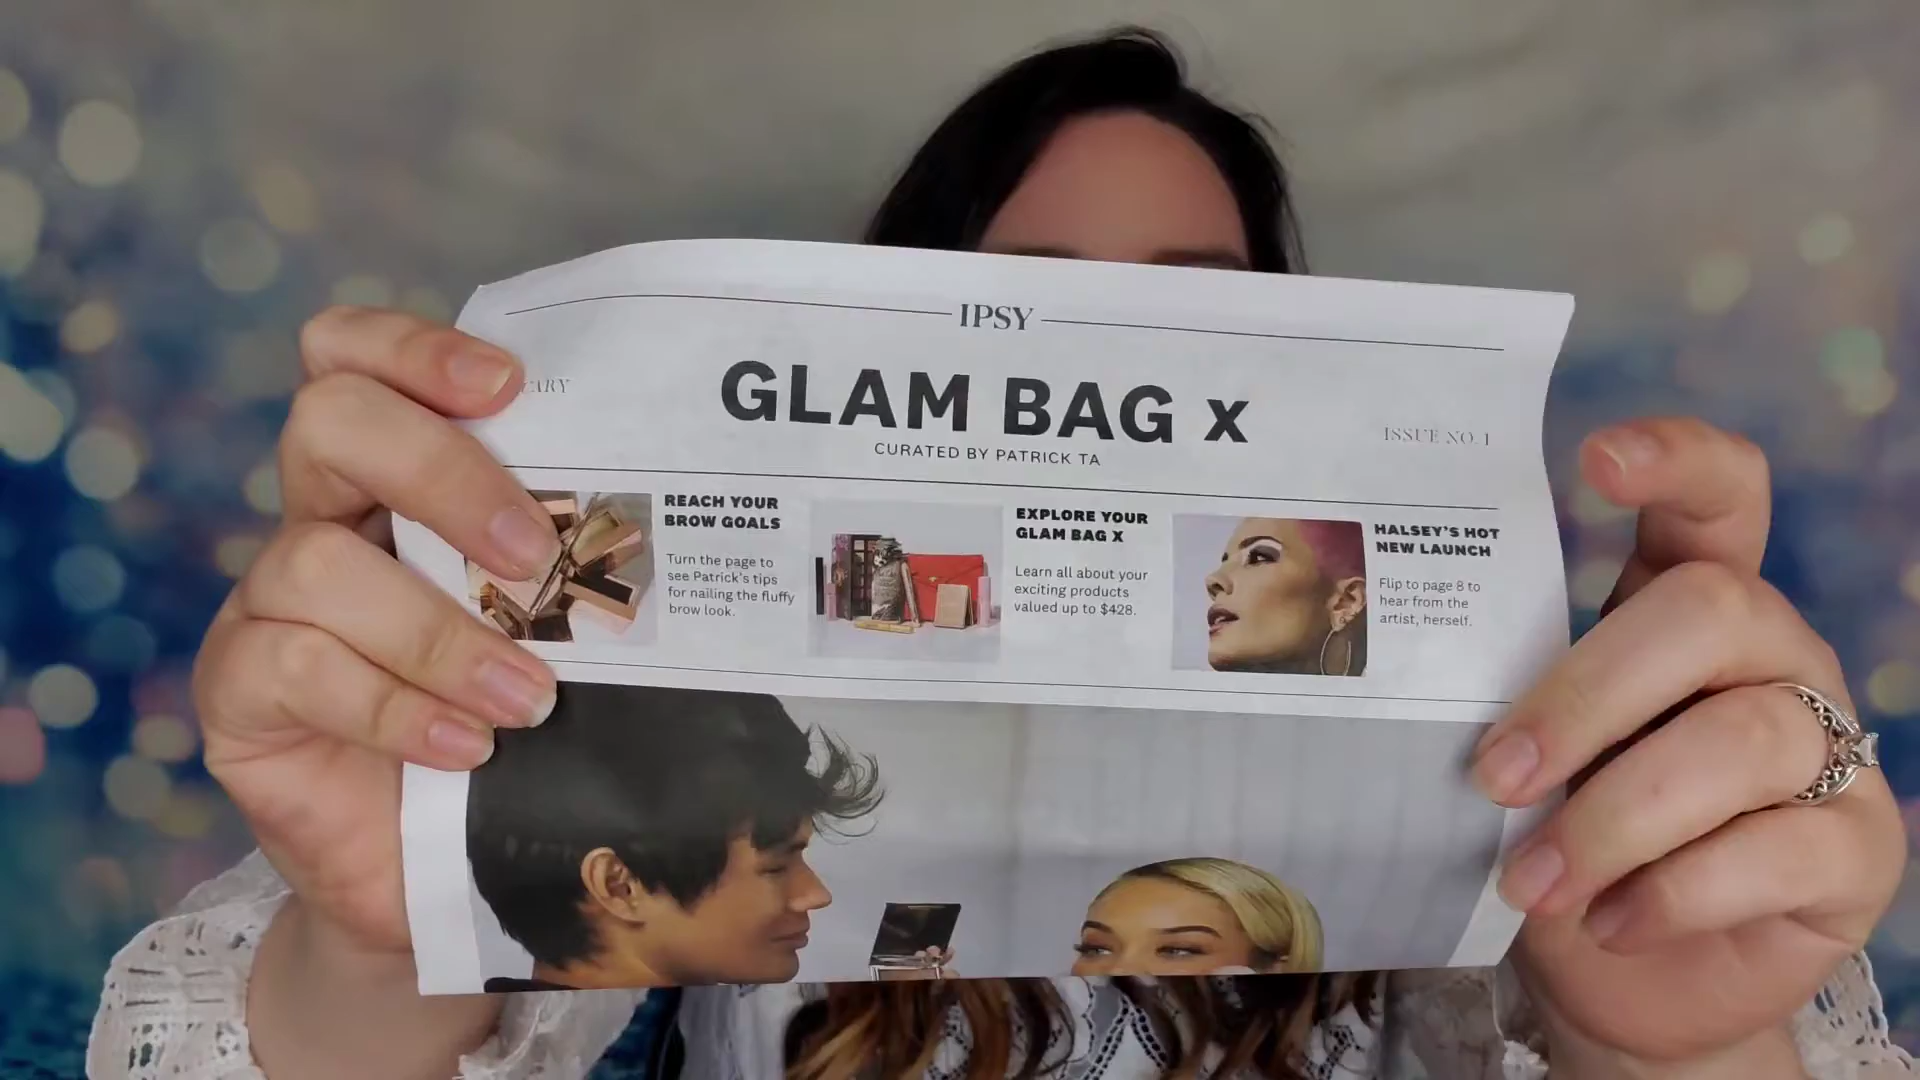 IPSY
GLAM BAG X
CURATED BY PATRICK TA
ISSUE NO. 1
REACH YOUR
BROW GOALS
Turn the page to
see Patrick's tips
for nailing the fluffy
brow look.
EXPLORE YOUR
GLAM BAG X
Learn all about your
exciting products
valued up to $428.
HALSEY'S HOT
NEW LAUNCH
Flip to page 8 to
hear from the
artist, herself.